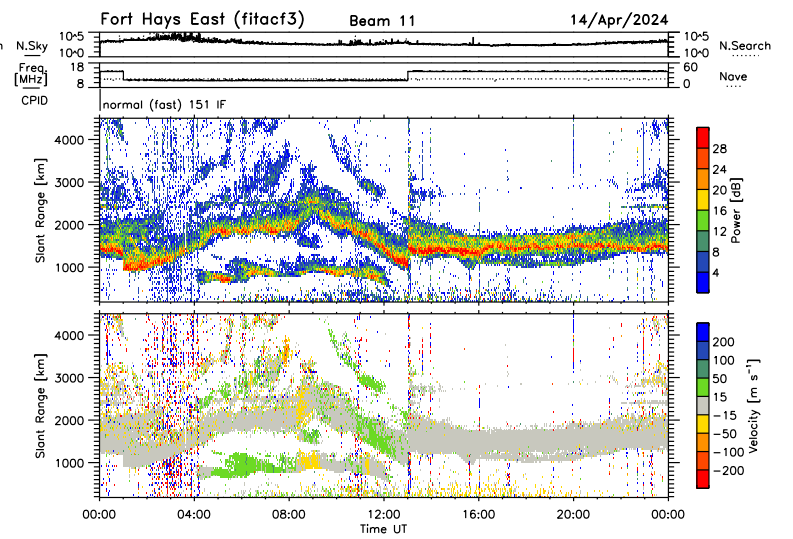 Fort Hays East (fitacf3) Beam 11 14/Apr/2024
N.Sky 10^5 10^0 10^5 10^0 N.Search
Freq. [MHz] 18 8 60 0 Nave
CPID normal (fast) 151 IF
Slant Range [km] 4000 3000 2000 1000
Power [dB] 28 24 20 16 12 8 4
Slant Range [km] 4000 3000 2000 1000
Velocity [m s⁻¹] 200 100 50 15 −15 −50 −100 −200
00:00 04:00 08:00 12:00 16:00 20:00 00:00
Time UT